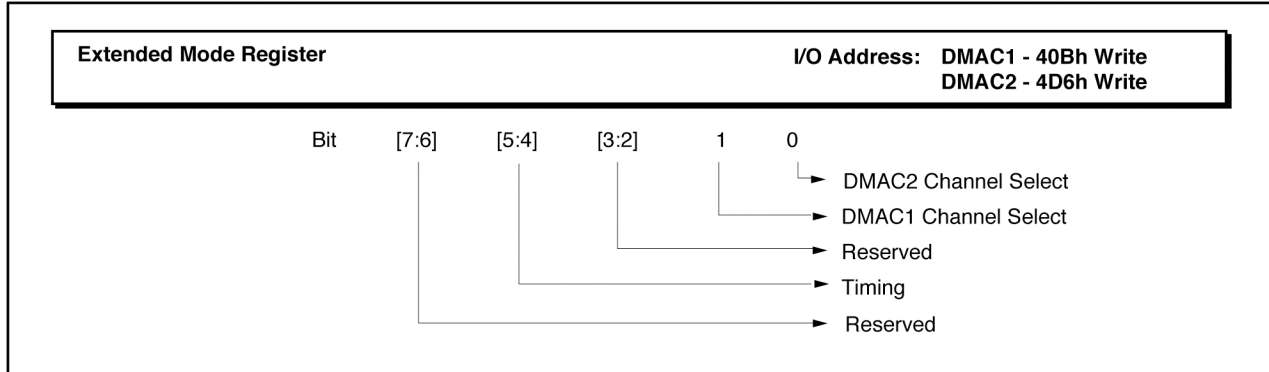 Extended Mode Register
I/O Address: DMAC1 - 40Bh Write
DMAC2 - 4D6h Write
Bit [7:6] [5:4] [3:2] 1 0
DMAC2 Channel Select
DMAC1 Channel Select
Reserved
Timing
Reserved